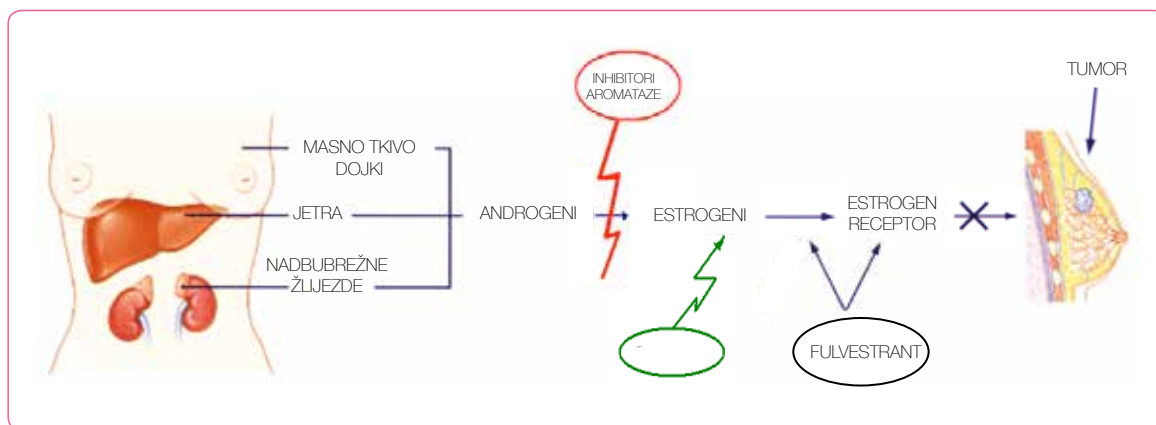 INHIBITORI
AROMATAZE
TUMOR
MASNO TKIVO
DOJKI
JETRA
ANDROGENI
ESTROGENI
ESTROGEN
RECEPTOR
NADBUBREŽNE
ŽLIJEZDE
FULVESTRANT